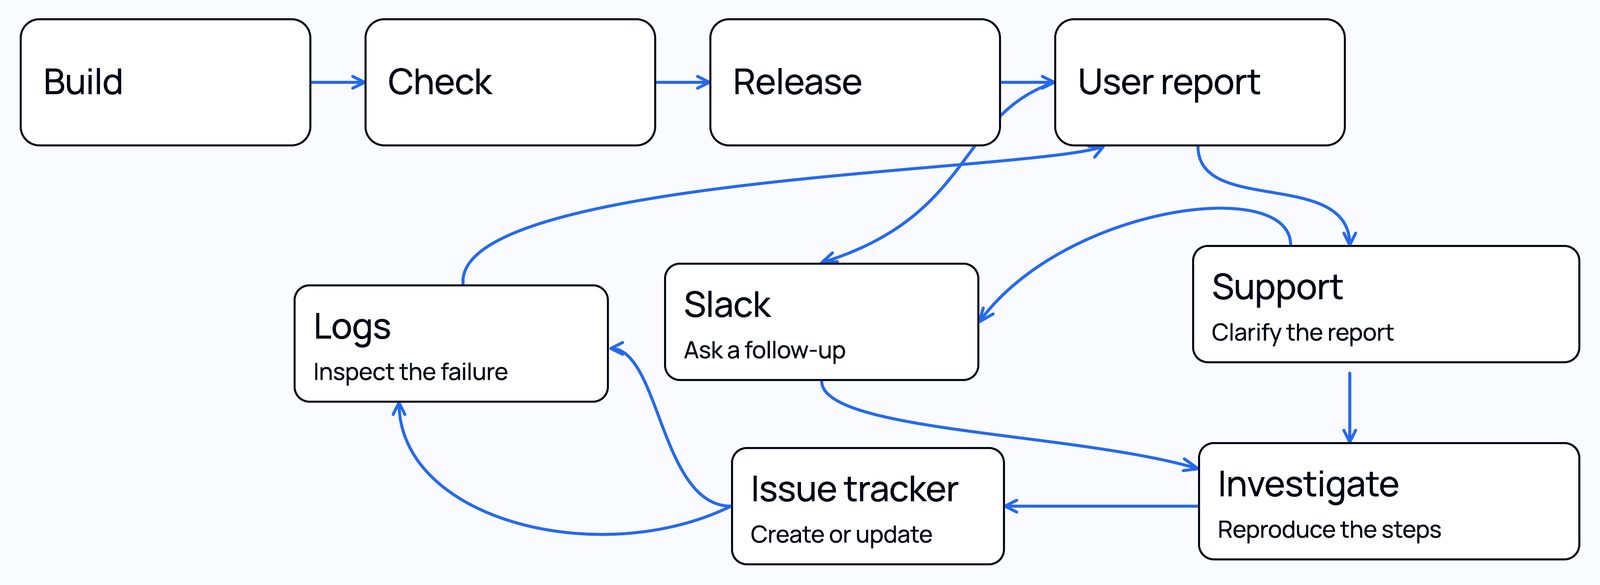 Build
Check
Release
User report
Logs
Inspect the failure
Slack
Ask a follow-up
Support
Clarify the report
Issue tracker
Create or update
Investigate
Reproduce the steps